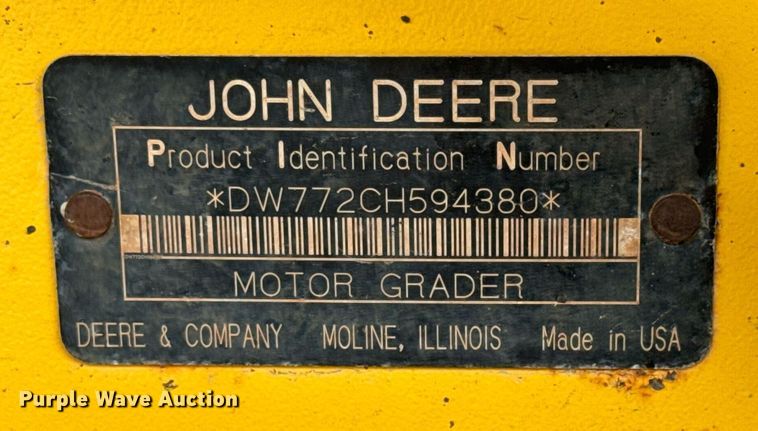 JOHN DEERE
Product Identification Number
*DW772CH594380*
MOTOR GRADER
DEERE & COMPANY MOLINE, ILLINOIS Made in USA
Purple Wave Auction